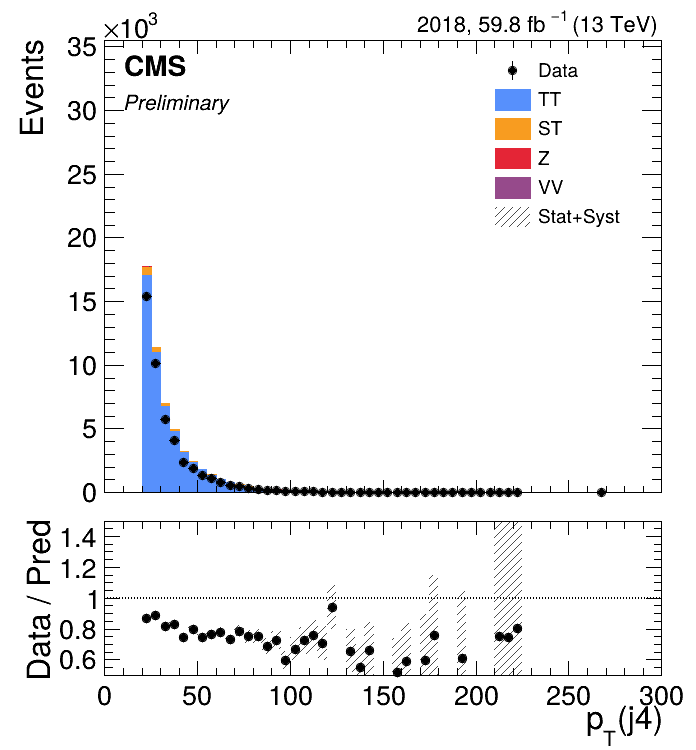 ×10³
2018, 59.8 fb⁻¹ (13 TeV)
Events
CMS
Preliminary
Data
TT
ST
Z
VV
Stat+Syst
35
30
25
20
15
10
5
0
Data / Pred
1.4
1.2
1
0.8
0.6
0 50 100 150 200 250 300
p_T(j4)